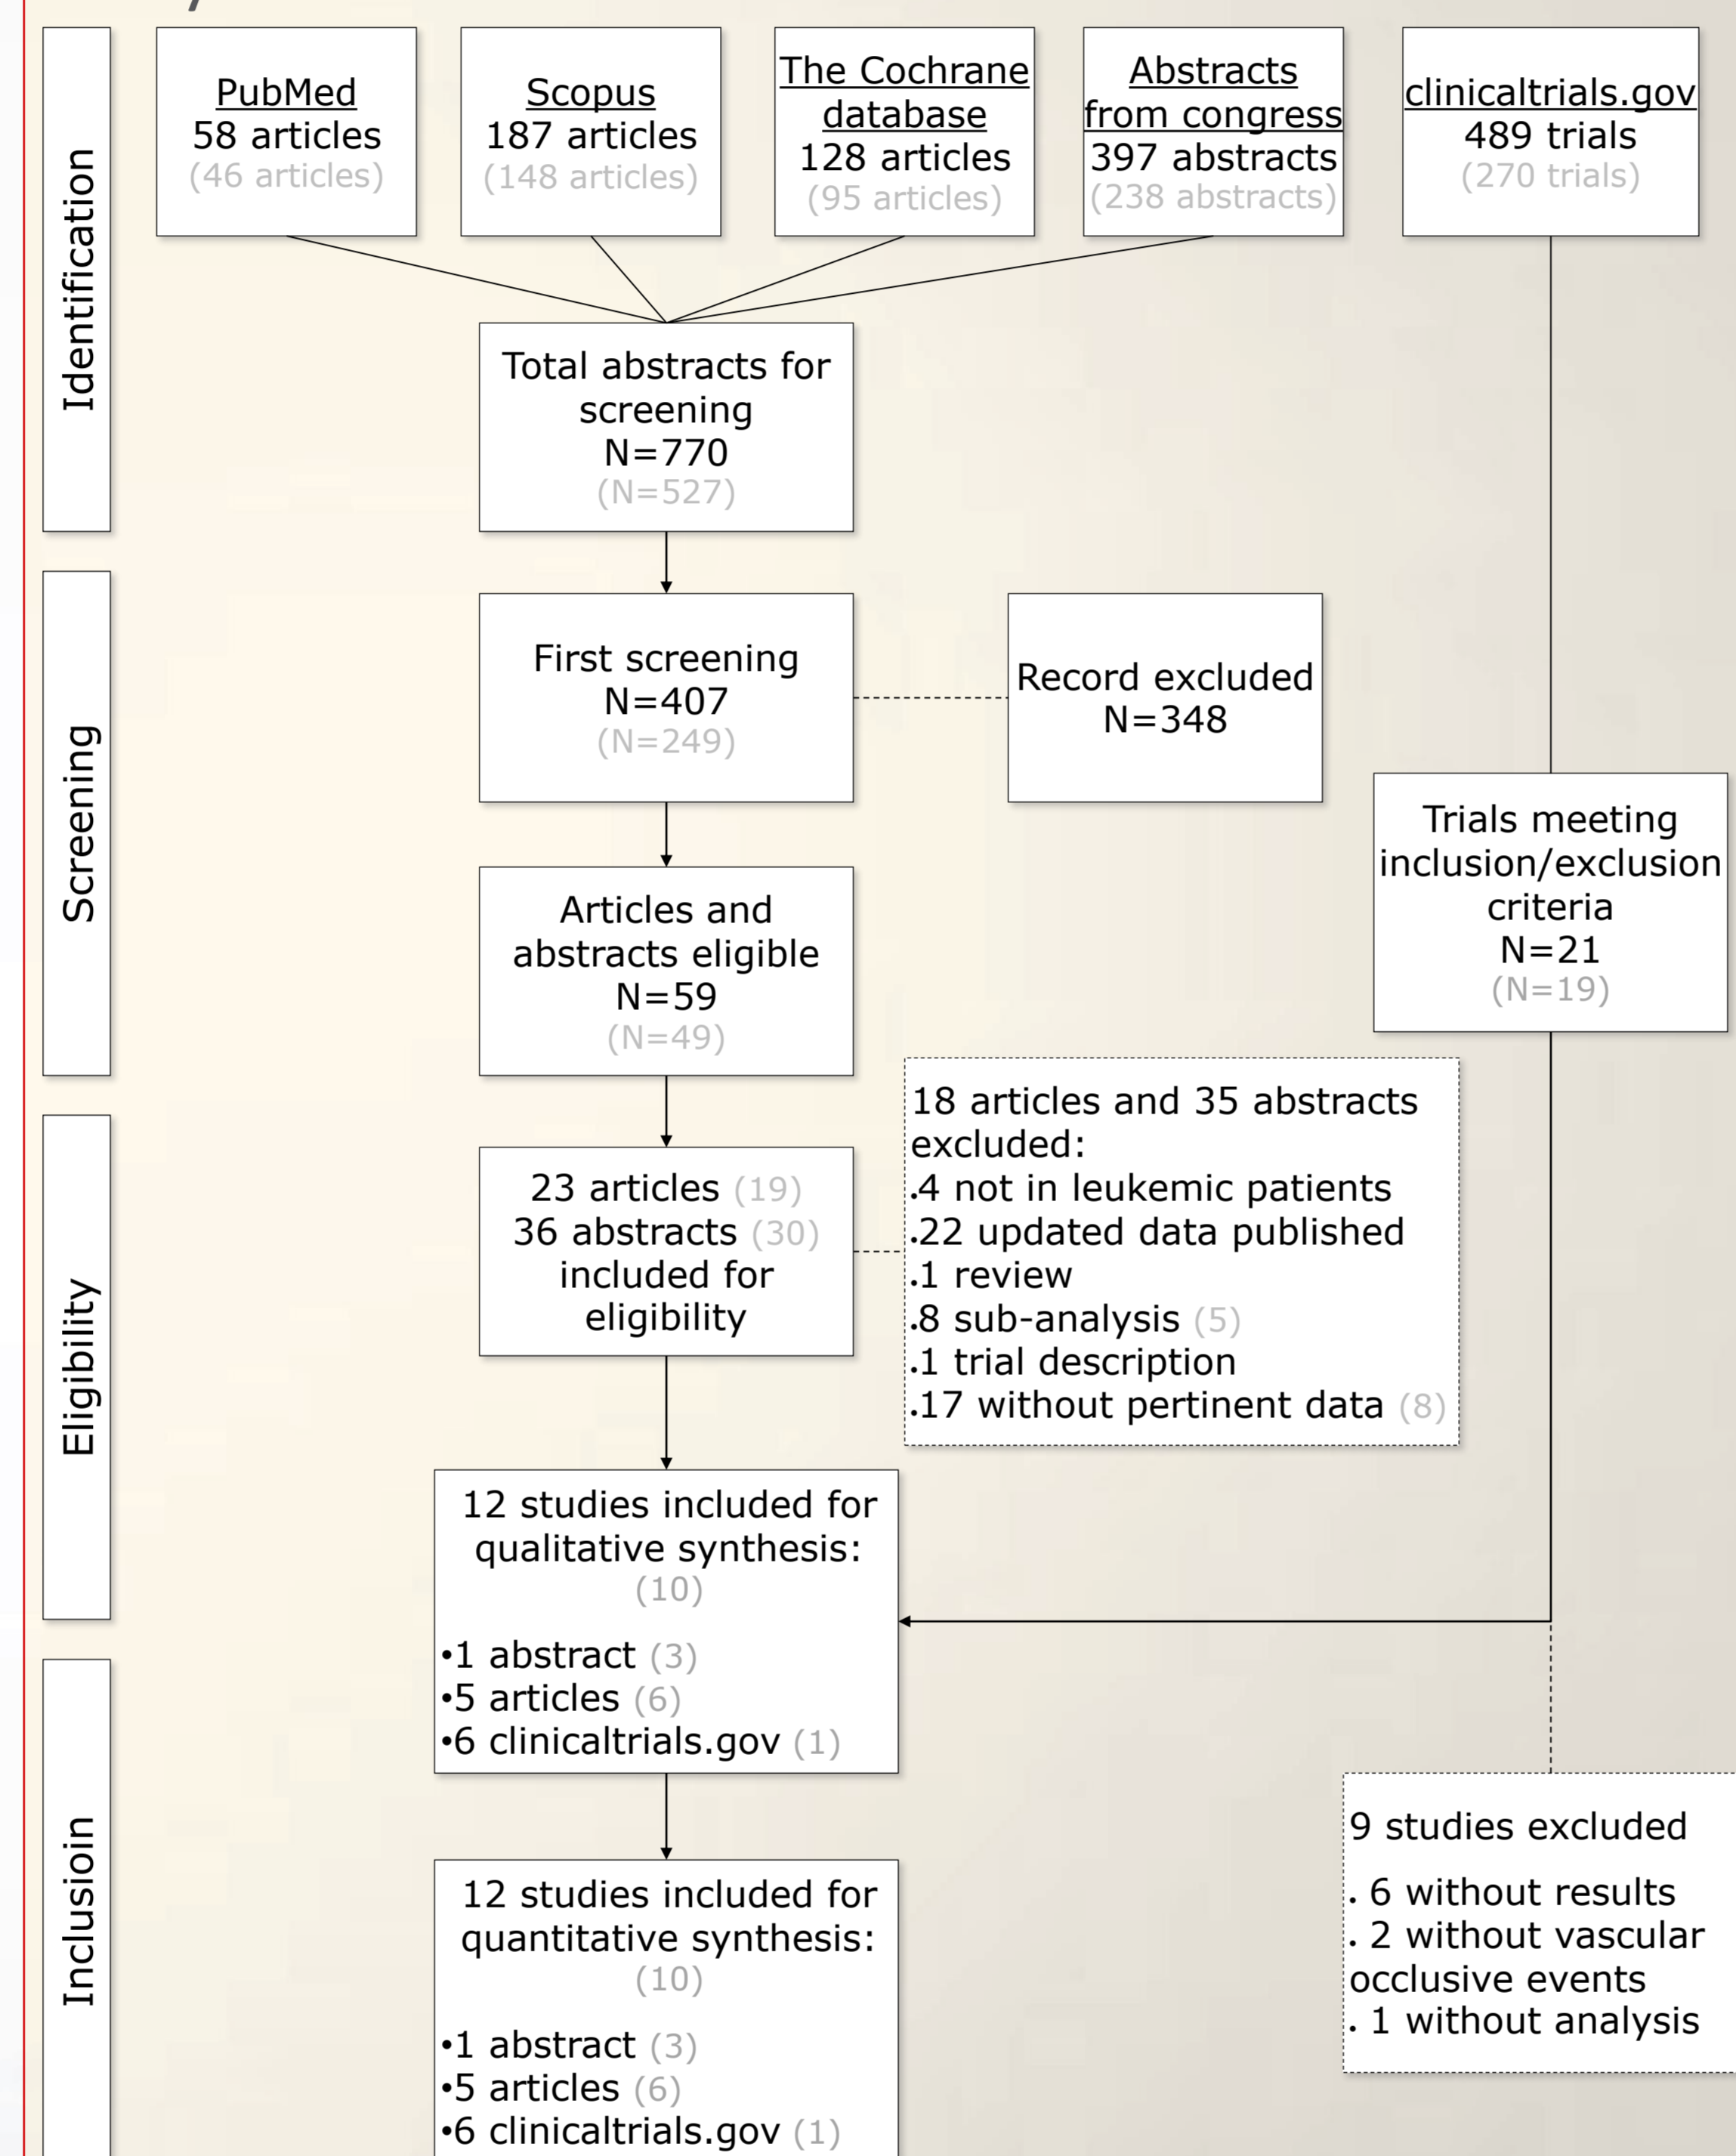 Identification
PubMed
58 articles
(46 articles)
Scopus
187 articles
(148 articles)
The Cochrane
database
128 articles
(95 articles)
Abstracts
from congress
397 abstracts
(238 abstracts)
clinicaltrials.gov
489 trials
(270 trials)
Total abstracts for
screening
N=770
(N=527)
Screening
First screening
N=407
(N=249)
Record excluded
N=348
Trials meeting
inclusion/exclusion
criteria
N=21
(N=19)
Articles and
abstracts eligible
N=59
(N=49)
Eligibility
23 articles (19)
36 abstracts (30)
included for
eligibility
18 articles and 35 abstracts
excluded:
.4 not in leukemic patients
.22 updated data published
.1 review
.8 sub-analysis (5)
.1 trial description
.17 without pertinent data (8)
12 studies included for
qualitative synthesis:
(10)
•1 abstract (3)
•5 articles (6)
•6 clinicaltrials.gov (1)
Inclusioin
12 studies included for
quantitative synthesis:
(10)
•1 abstract (3)
•5 articles (6)
•6 clinicaltrials.gov (1)
9 studies excluded
. 6 without results
. 2 without vascular
occlusive events
. 1 without analysis